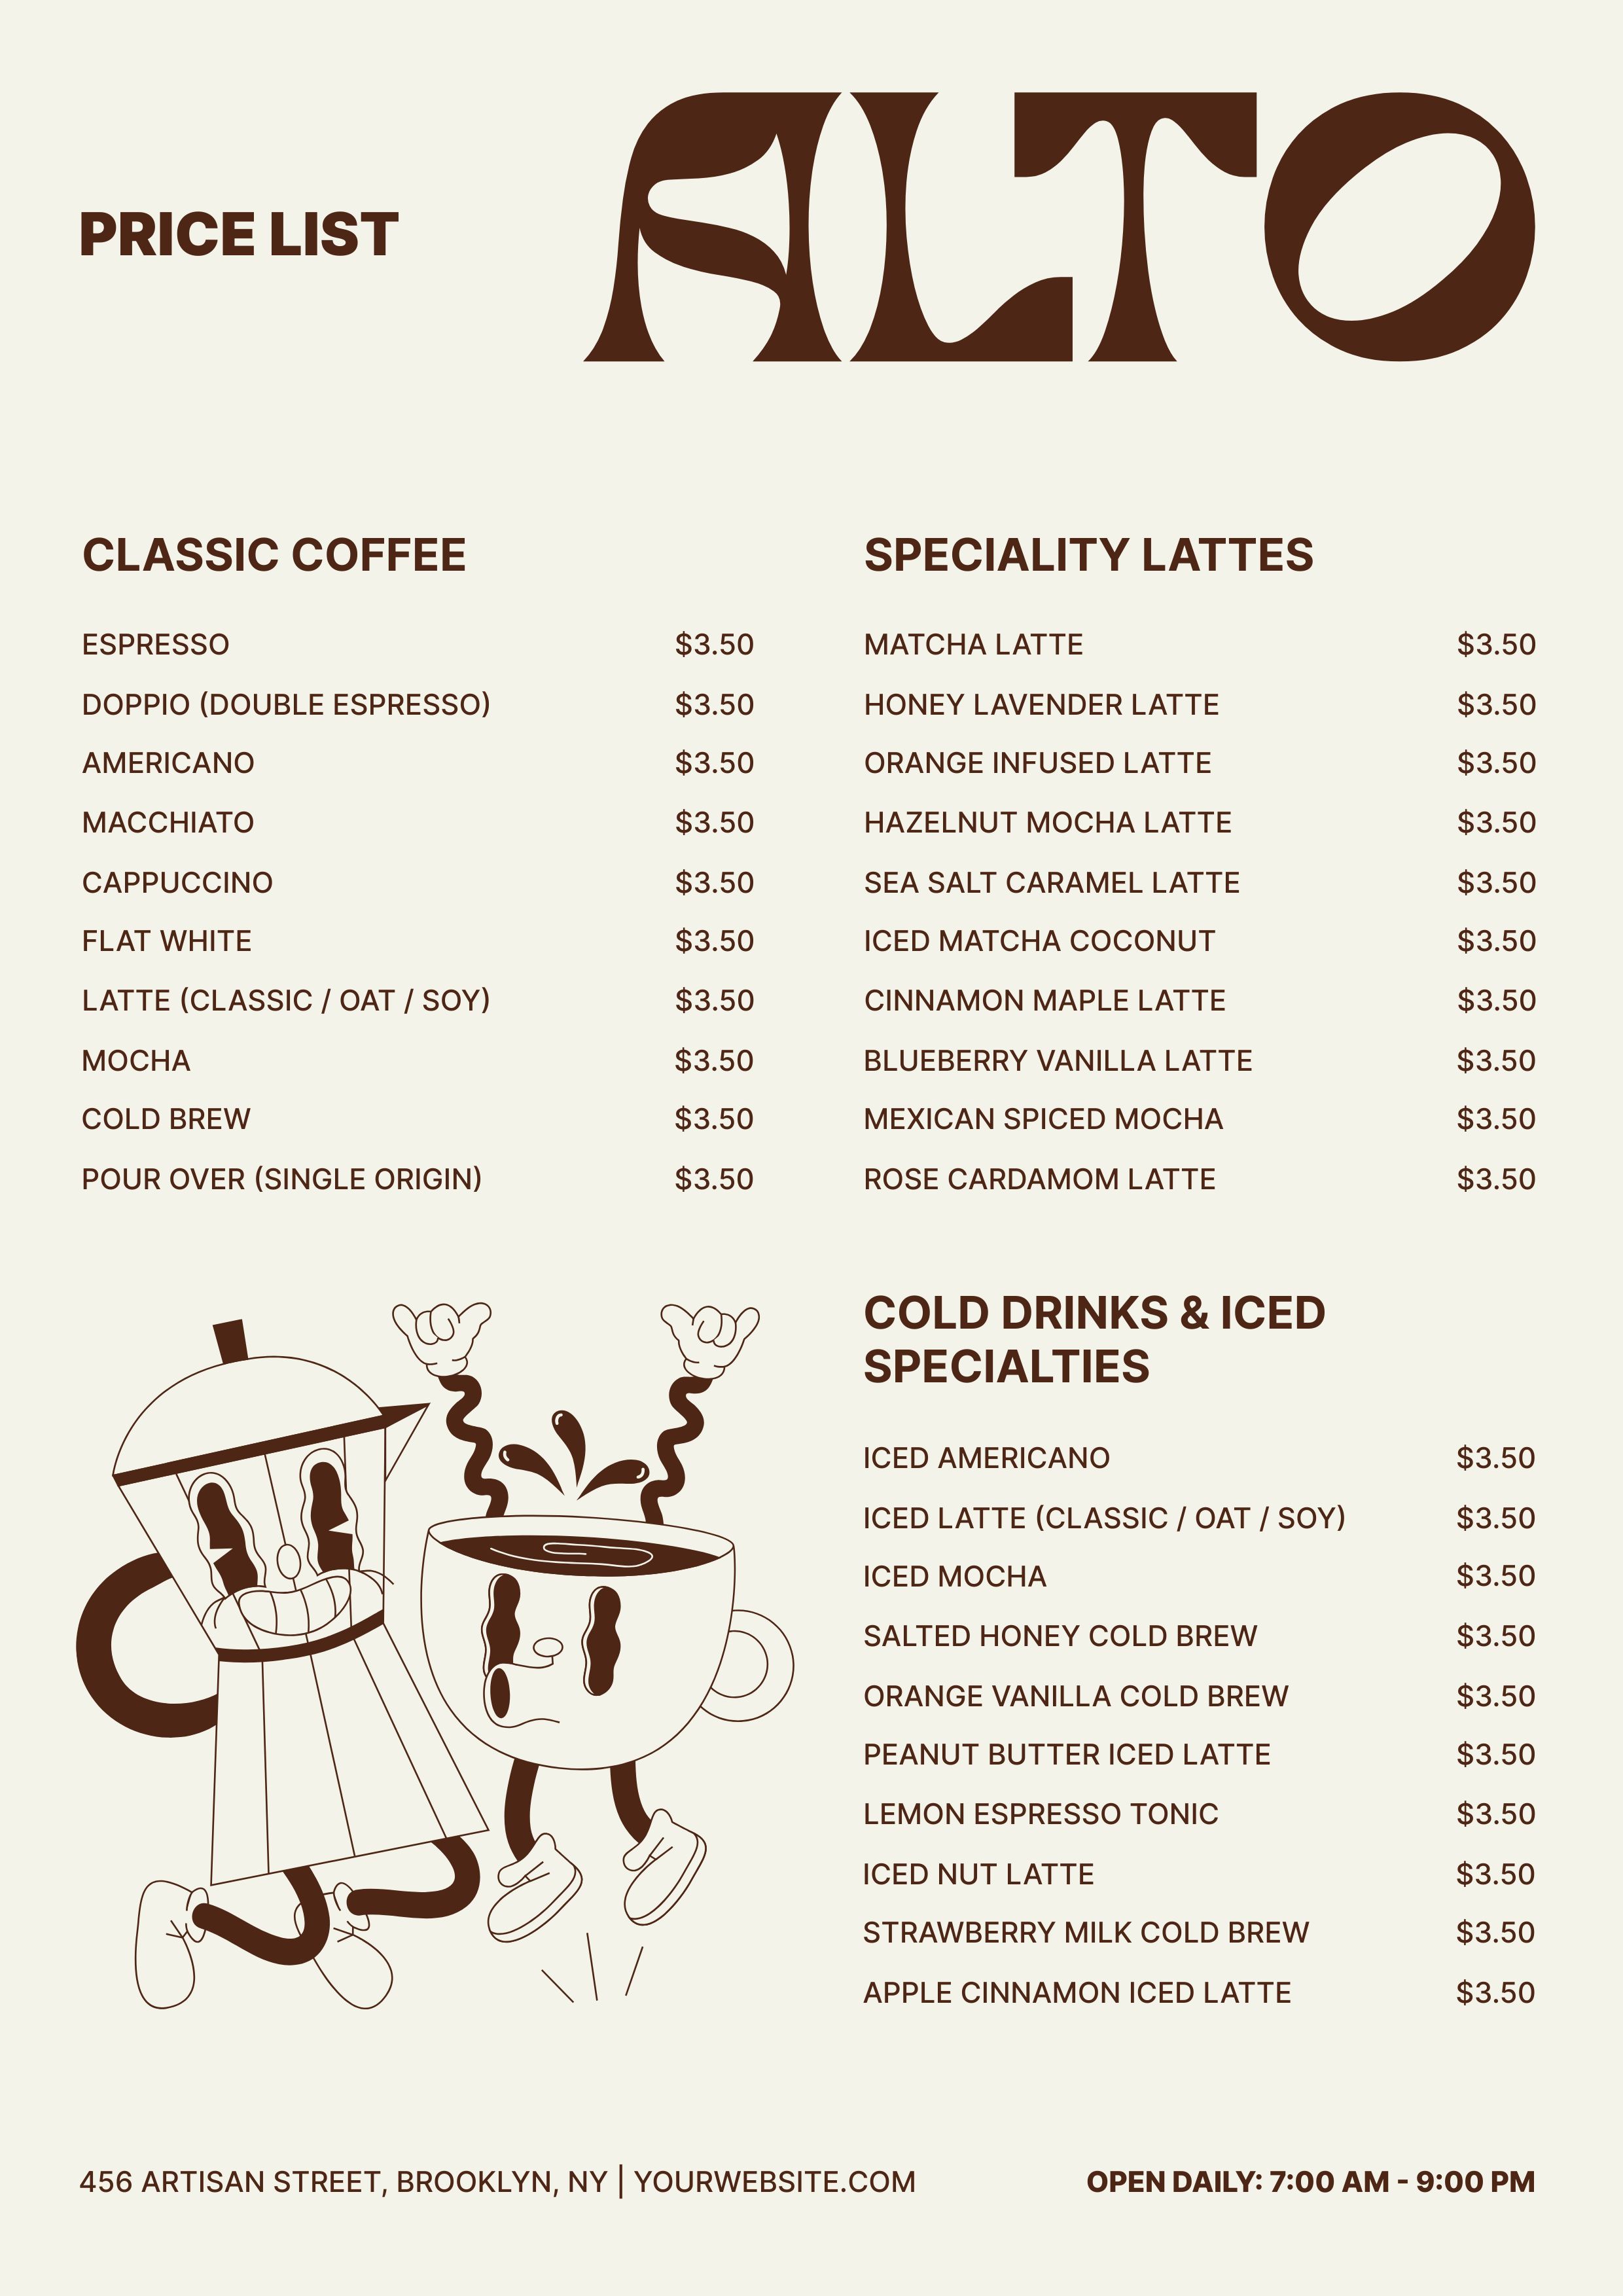 PRICE LIST
ALTO
CLASSIC COFFEE
ESPRESSO $3.50
DOPPIO (DOUBLE ESPRESSO) $3.50
AMERICANO $3.50
MACCHIATO $3.50
CAPPUCCINO $3.50
FLAT WHITE $3.50
LATTE (CLASSIC / OAT / SOY) $3.50
MOCHA $3.50
COLD BREW $3.50
POUR OVER (SINGLE ORIGIN) $3.50
SPECIALITY LATTES
MATCHA LATTE $3.50
HONEY LAVENDER LATTE $3.50
ORANGE INFUSED LATTE $3.50
HAZELNUT MOCHA LATTE $3.50
SEA SALT CARAMEL LATTE $3.50
ICED MATCHA COCONUT $3.50
CINNAMON MAPLE LATTE $3.50
BLUEBERRY VANILLA LATTE $3.50
MEXICAN SPICED MOCHA $3.50
ROSE CARDAMOM LATTE $3.50
COLD DRINKS & ICED
SPECIALTIES
ICED AMERICANO $3.50
ICED LATTE (CLASSIC / OAT / SOY) $3.50
ICED MOCHA $3.50
SALTED HONEY COLD BREW $3.50
ORANGE VANILLA COLD BREW $3.50
PEANUT BUTTER ICED LATTE $3.50
LEMON ESPRESSO TONIC $3.50
ICED NUT LATTE $3.50
STRAWBERRY MILK COLD BREW $3.50
APPLE CINNAMON ICED LATTE $3.50
456 ARTISAN STREET, BROOKLYN, NY | YOURWEBSITE.COM
OPEN DAILY: 7:00 AM - 9:00 PM